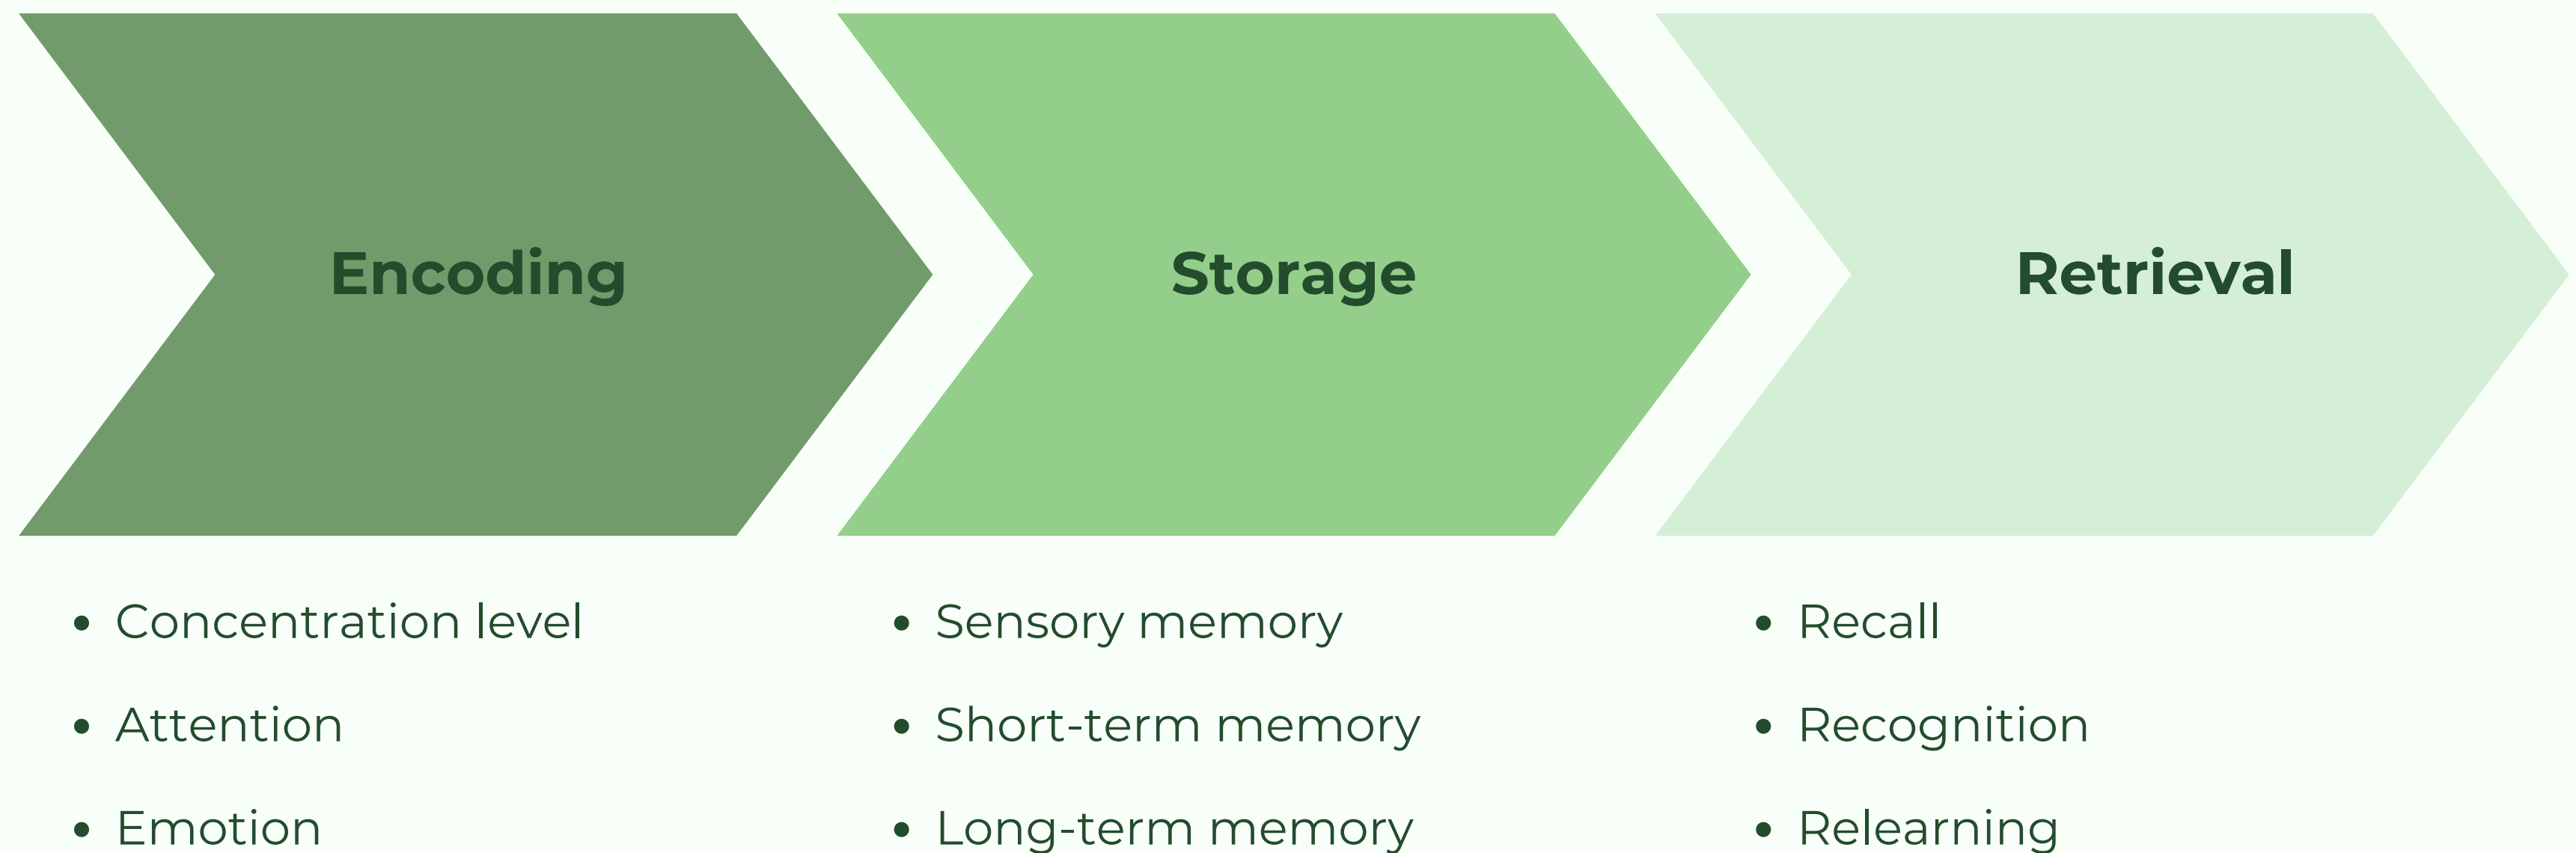 Encoding
Storage
Retrieval
• Concentration level
• Attention
• Emotion
• Sensory memory
• Short-term memory
• Long-term memory
• Recall
• Recognition
• Relearning